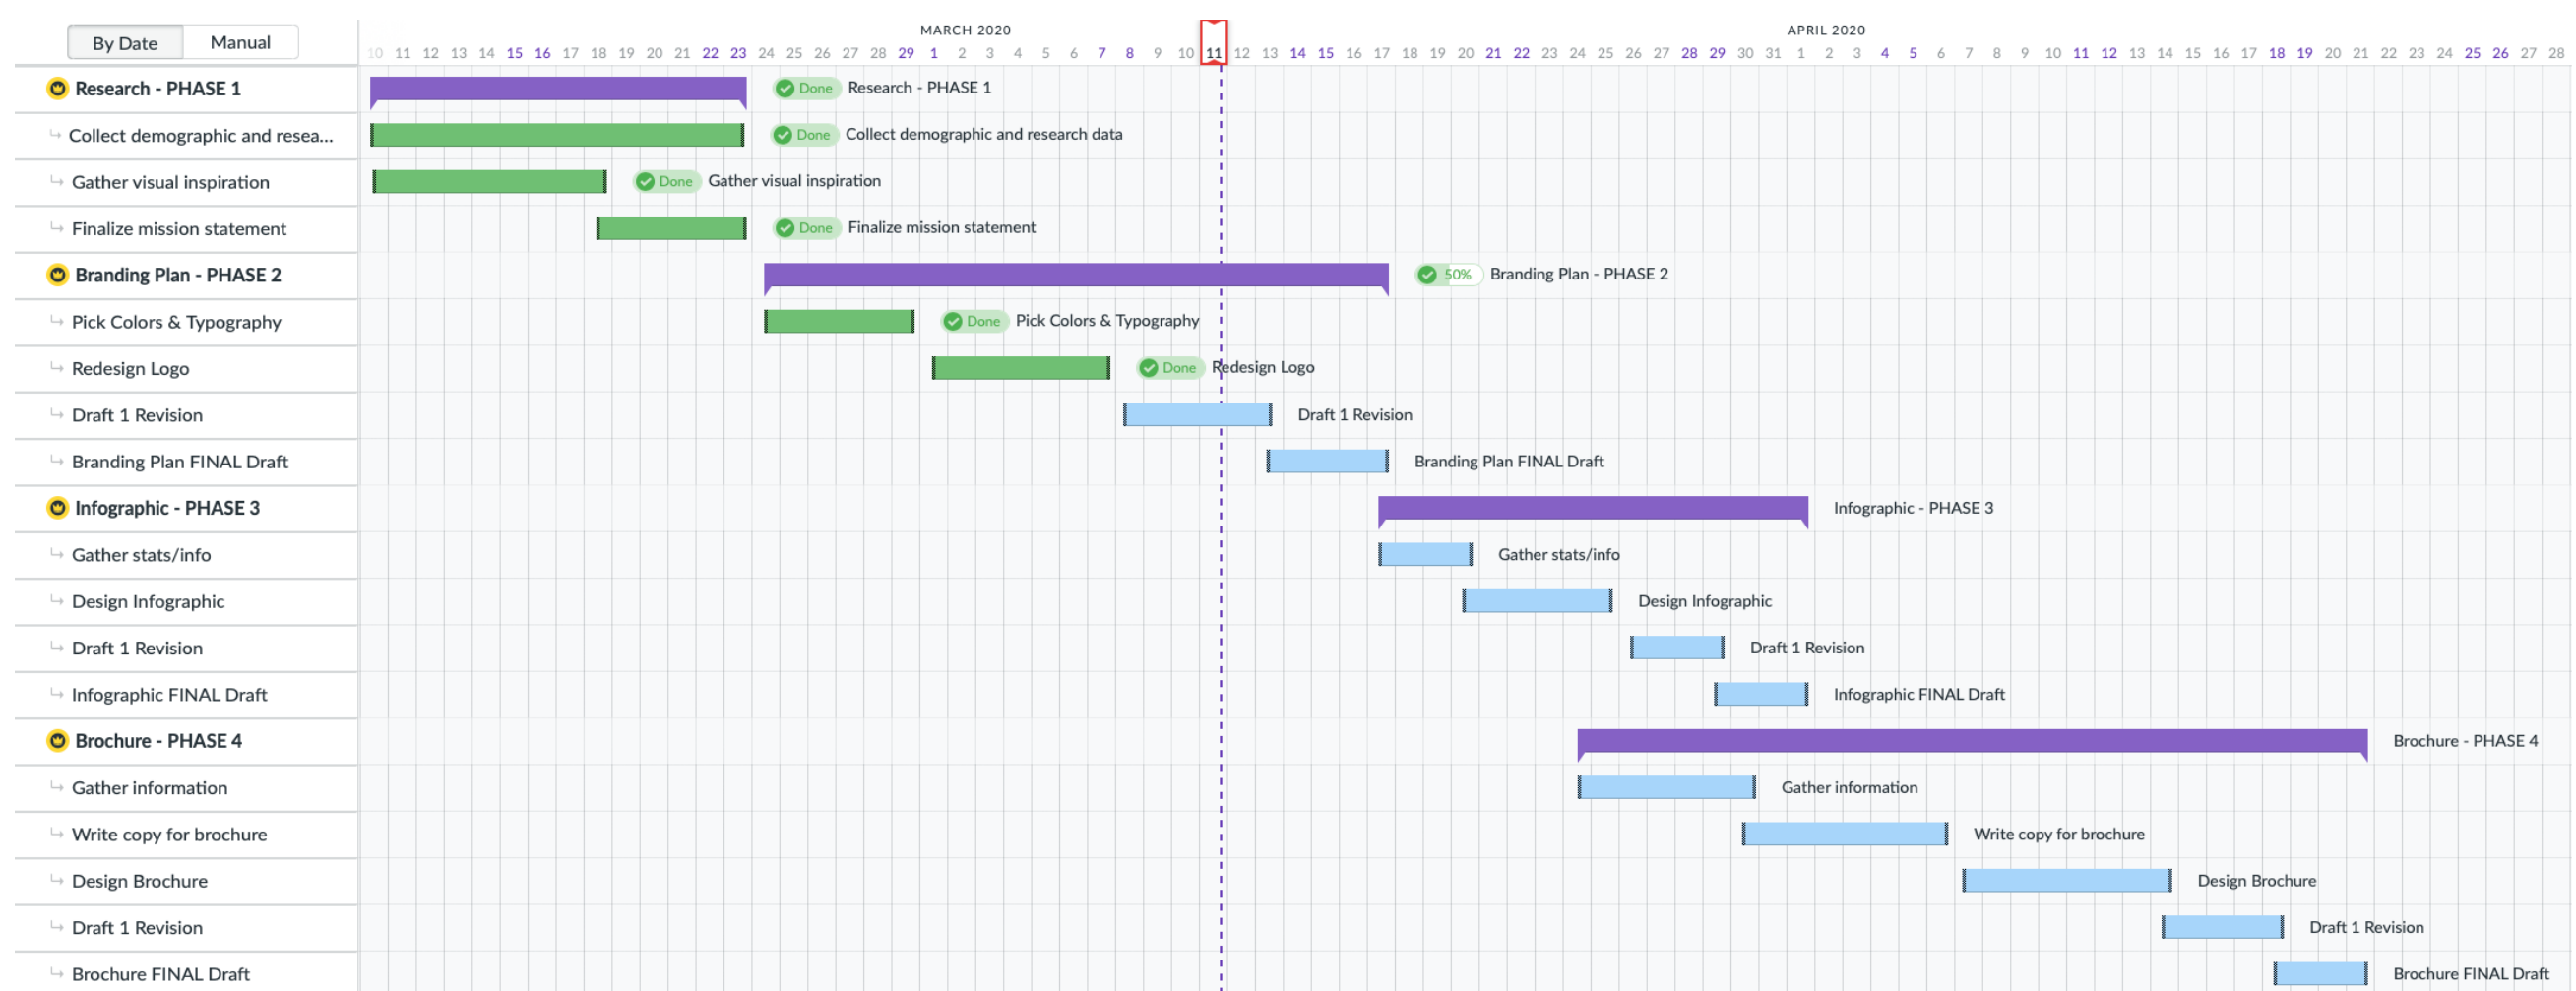 MARCH 2020 APRIL 2020
By Date Manual
10 11 12 13 14 15 16 17 18 19 20 21 22 23 24 25 26 27 28 29 1 2 3 4 5 6 7 8 9 10 11 12 13 14 15 16 17 18 19 20 21 22 23 24 25 26 27 28 29 30 31 1 2 3 4 5 6 7 8 9 10 11 12 13 14 15 16 17 18 19 20 21 22 23 24 25 26 27 28
Research - PHASE 1 Done Research - PHASE 1
Collect demographic and resea... Done Collect demographic and research data
Gather visual inspiration Done Gather visual inspiration
Finalize mission statement Done Finalize mission statement
Branding Plan - PHASE 2 50% Branding Plan - PHASE 2
Pick Colors & Typography Done Pick Colors & Typography
Redesign Logo Done Redesign Logo
Draft 1 Revision Draft 1 Revision
Branding Plan FINAL Draft Branding Plan FINAL Draft
Infographic - PHASE 3 Infographic - PHASE 3
Gather stats/info Gather stats/info
Design Infographic Design Infographic
Draft 1 Revision Draft 1 Revision
Infographic FINAL Draft Infographic FINAL Draft
Brochure - PHASE 4 Brochure - PHASE 4
Gather information Gather information
Write copy for brochure Write copy for brochure
Design Brochure Design Brochure
Draft 1 Revision Draft 1 Revision
Brochure FINAL Draft Brochure FINAL Draft